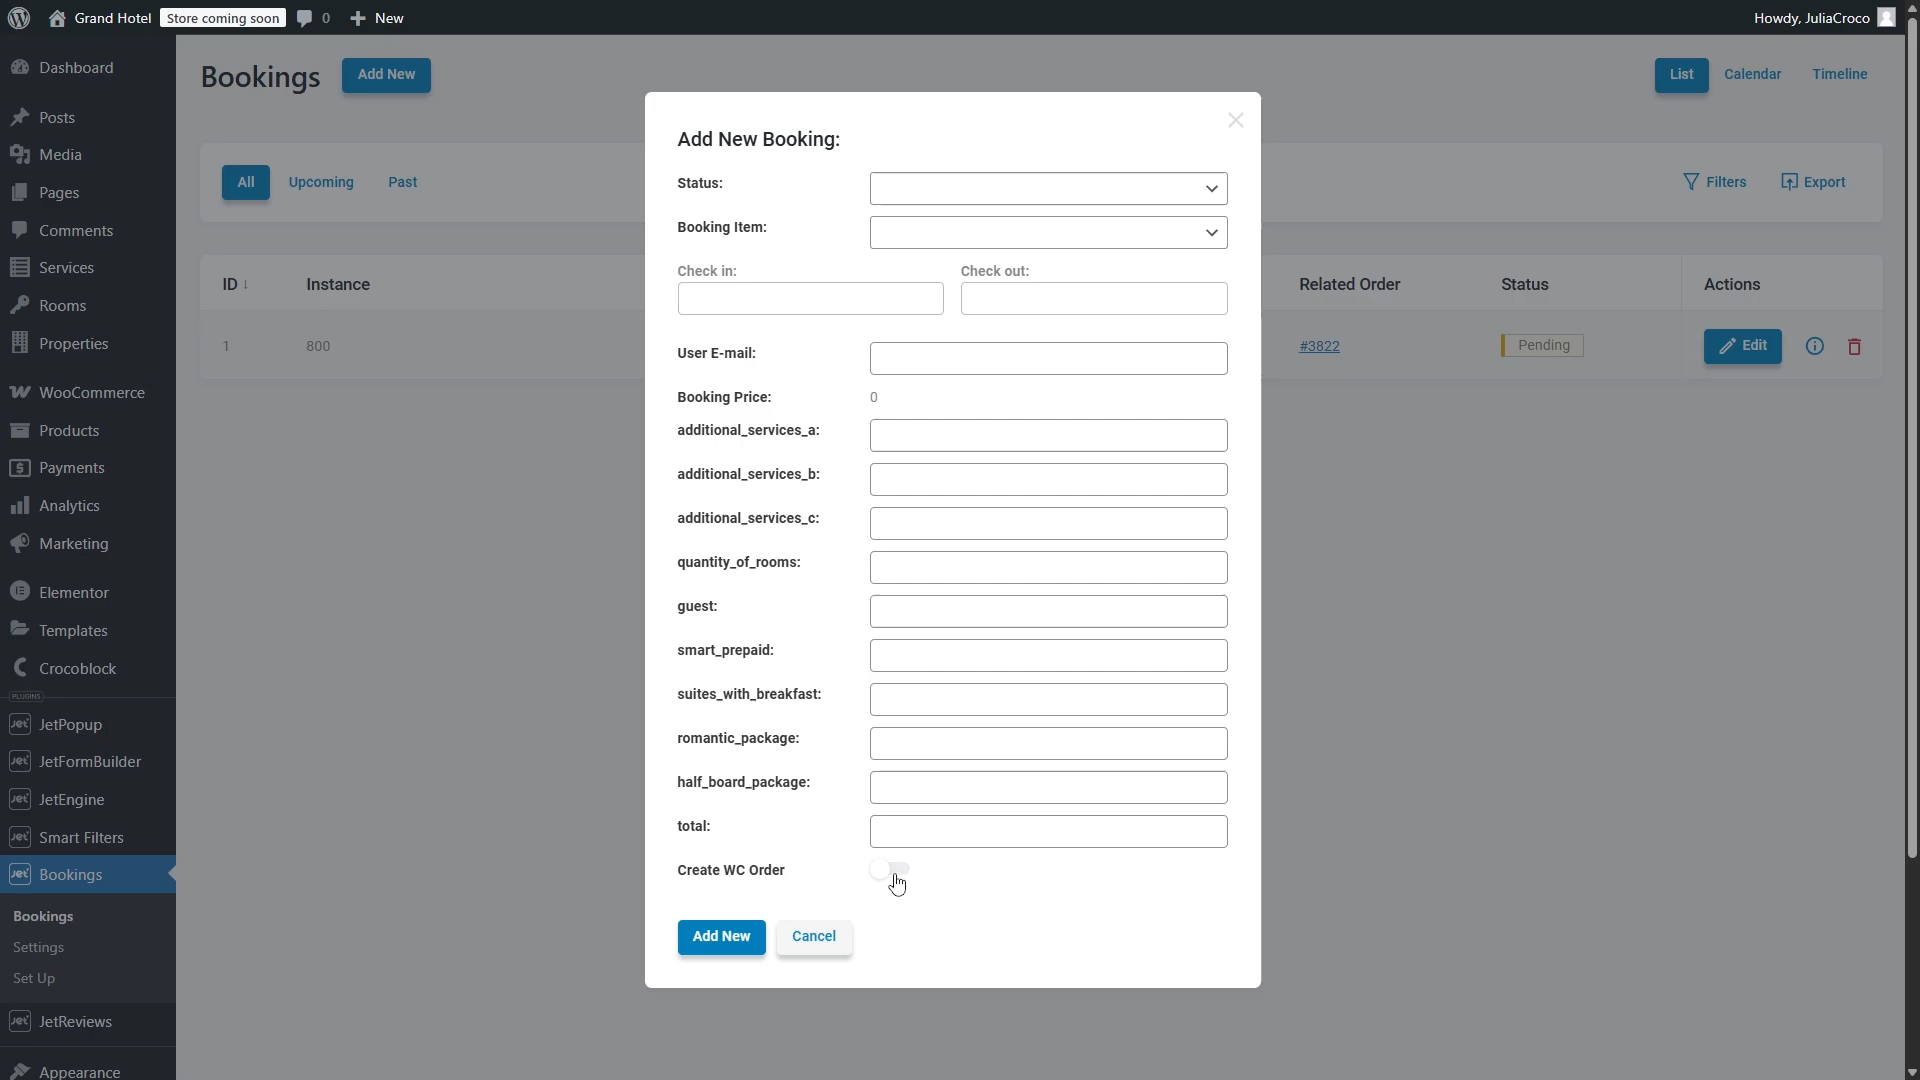 Grand Hotel Store coming soon 0 New Howdy, JuliaCroco
Dashboard
Posts
Media
Pages
Comments
Services
Rooms
Properties
WooCommerce
Products
Payments
Analytics
Marketing
Elementor
Templates
Crocoblock
PLUGINS
JetPopup
JetFormBuilder
JetEngine
Smart Filters
Bookings
Bookings
Settings
Set Up
JetReviews
Appearance
Bookings Add New List Calendar Timeline
All Upcoming Past Filters Export
ID Instance Related Order Status Actions
1 800 #3822 Pending Edit
Add New Booking:
Status:
Booking Item:
Check in: Check out:
User E-mail:
Booking Price: 0
additional_services_a:
additional_services_b:
additional_services_c:
quantity_of_rooms:
guest:
smart_prepaid:
suites_with_breakfast:
romantic_package:
half_board_package:
total:
Create WC Order
Add New Cancel